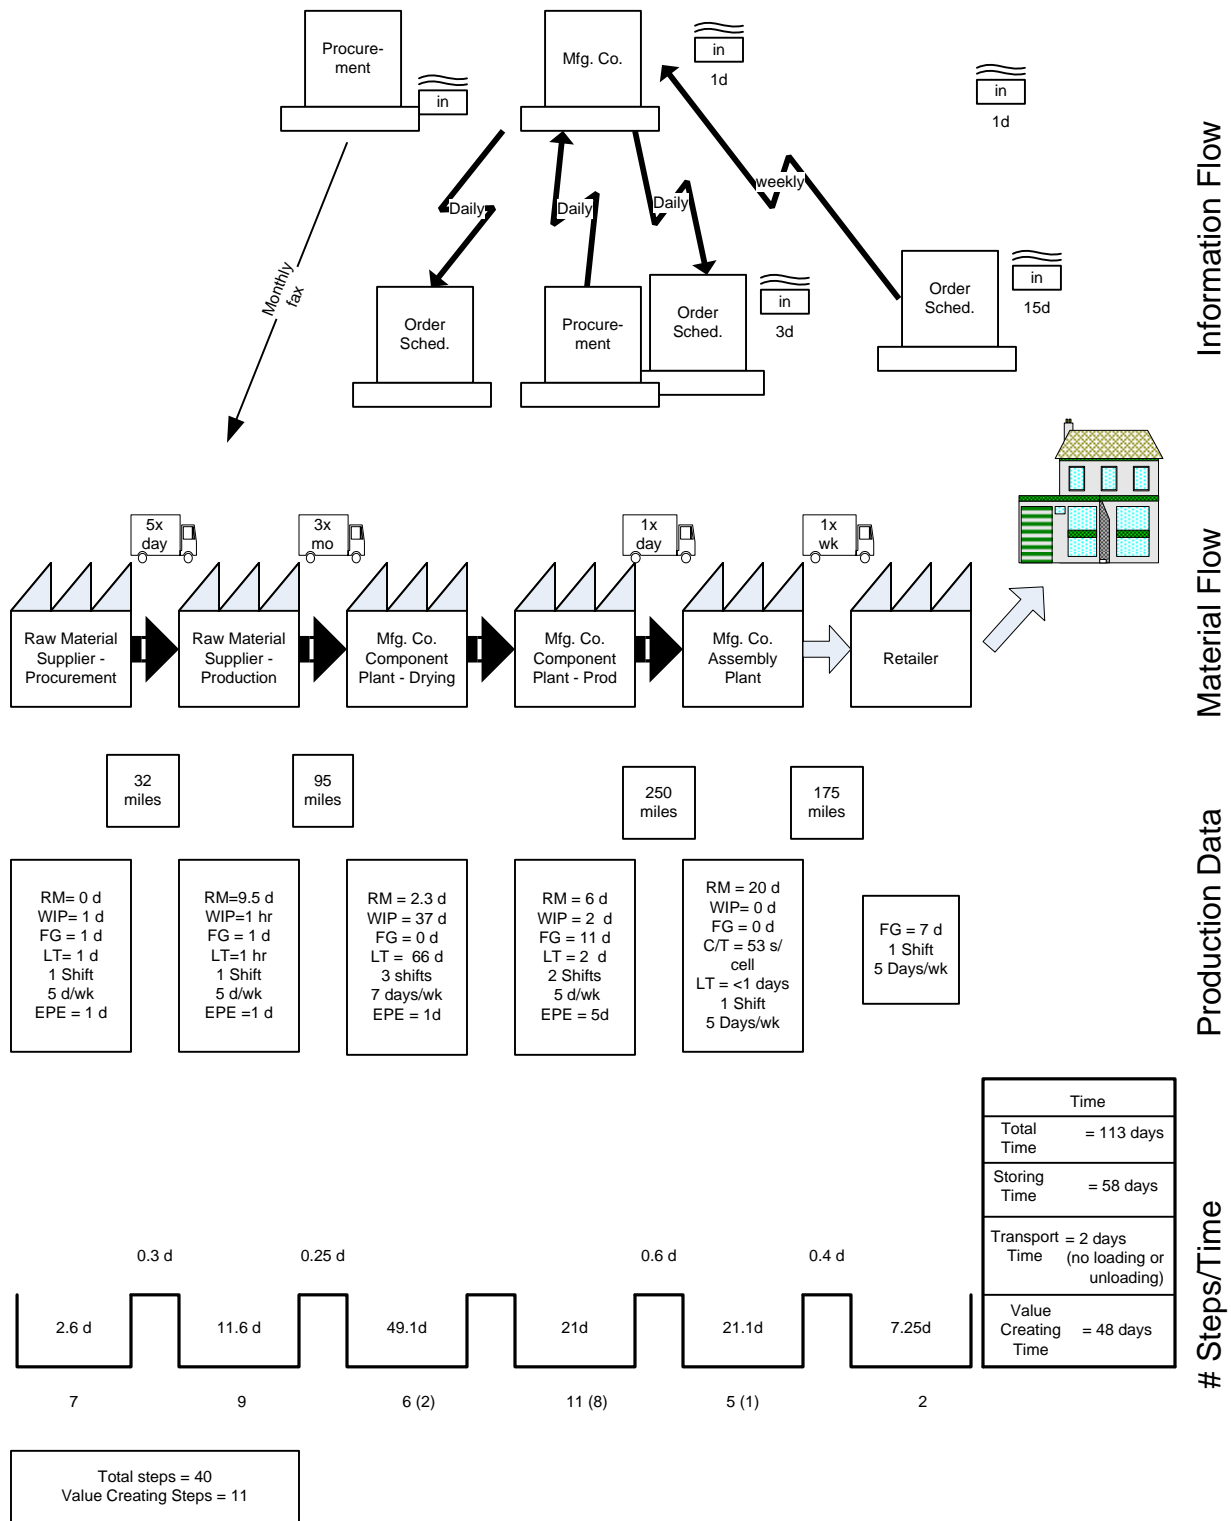 Procure-
ment
in
Mfg. Co.
in
1d
in
1d
Daily
Daily
Daily
weekly
Monthly
fax
Order
Sched.
Procure-
ment
Order
Sched.
in
3d
Order
Sched.
in
15d
Information Flow
5x
day
3x
mo
1x
day
1x
wk
Raw Material
Supplier -
Procurement
Raw Material
Supplier -
Production
Mfg. Co.
Component
Plant - Drying
Mfg. Co.
Component
Plant - Prod
Mfg. Co.
Assembly
Plant
Retailer
Material Flow
32
miles
95
miles
250
miles
175
miles
RM= 0 d
WIP= 1 d
FG = 1 d
LT= 1 d
1 Shift
5 d/wk
EPE = 1 d
RM=9.5 d
WIP=1 hr
FG = 1 d
LT=1 hr
1 Shift
5 d/wk
EPE =1 d
RM = 2.3 d
WIP = 37 d
FG = 0 d
LT = 66 d
3 shifts
7 days/wk
EPE = 1d
RM = 6 d
WIP = 2 d
FG = 11 d
LT = 2 d
2 Shifts
5 d/wk
EPE = 5d
RM = 20 d
WIP= 0 d
FG = 0 d
C/T = 53 s/
cell
LT = <1 days
1 Shift
5 Days/wk
FG = 7 d
1 Shift
5 Days/wk
Production Data
Time
Total
Time
= 113 days
Storing
Time
= 58 days
Transport
Time
= 2 days
(no loading or
unloading)
Value
Creating
Time
= 48 days
0.3 d
0.25 d
0.6 d
0.4 d
2.6 d
11.6 d
49.1d
21d
21.1d
7.25d
7
9
6 (2)
11 (8)
5 (1)
2
# Steps/Time
Total steps = 40
Value Creating Steps = 11